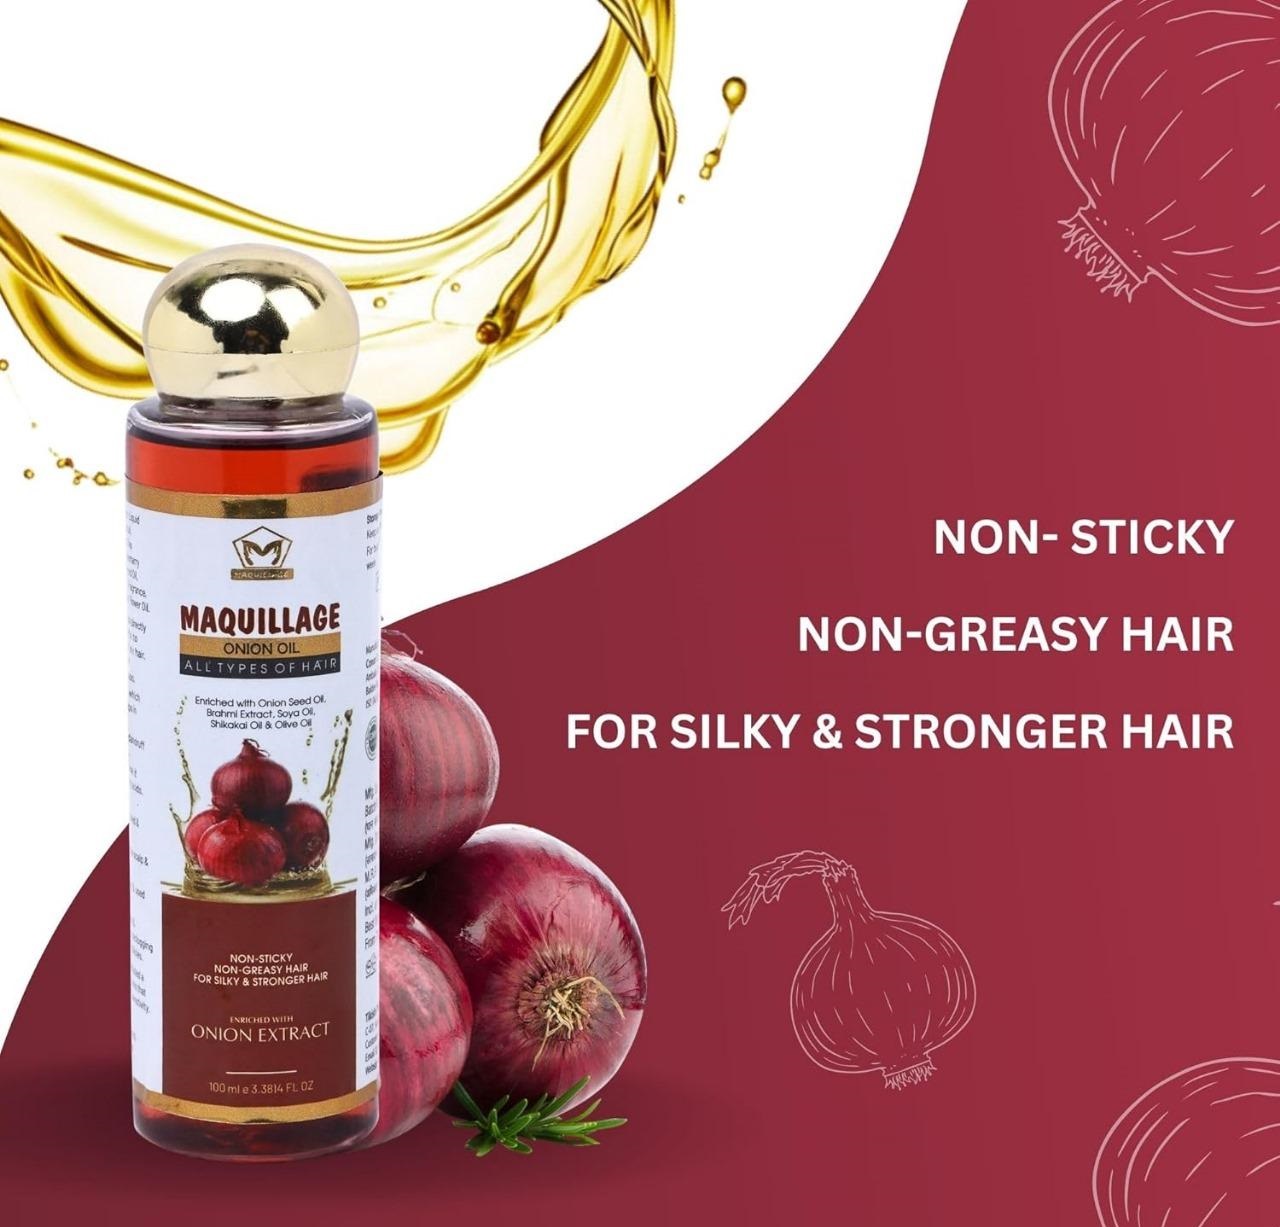 NON- STICKY
NON-GREASY HAIR
FOR SILKY & STRONGER HAIR
MAQUILLAGE
MAQUILLAGE
ONION OIL
ALL TYPES OF HAIR
Enriched with Onion Seed Oil,
Brahmi Extract, Soya Oil,
Shikakai Oil & Olive Oil
NON-STICKY
NON-GREASY HAIR
FOR SILKY & STRONGER HAIR
ENRICHED WITH
ONION EXTRACT
100 ml e 3.3814 FL OZ